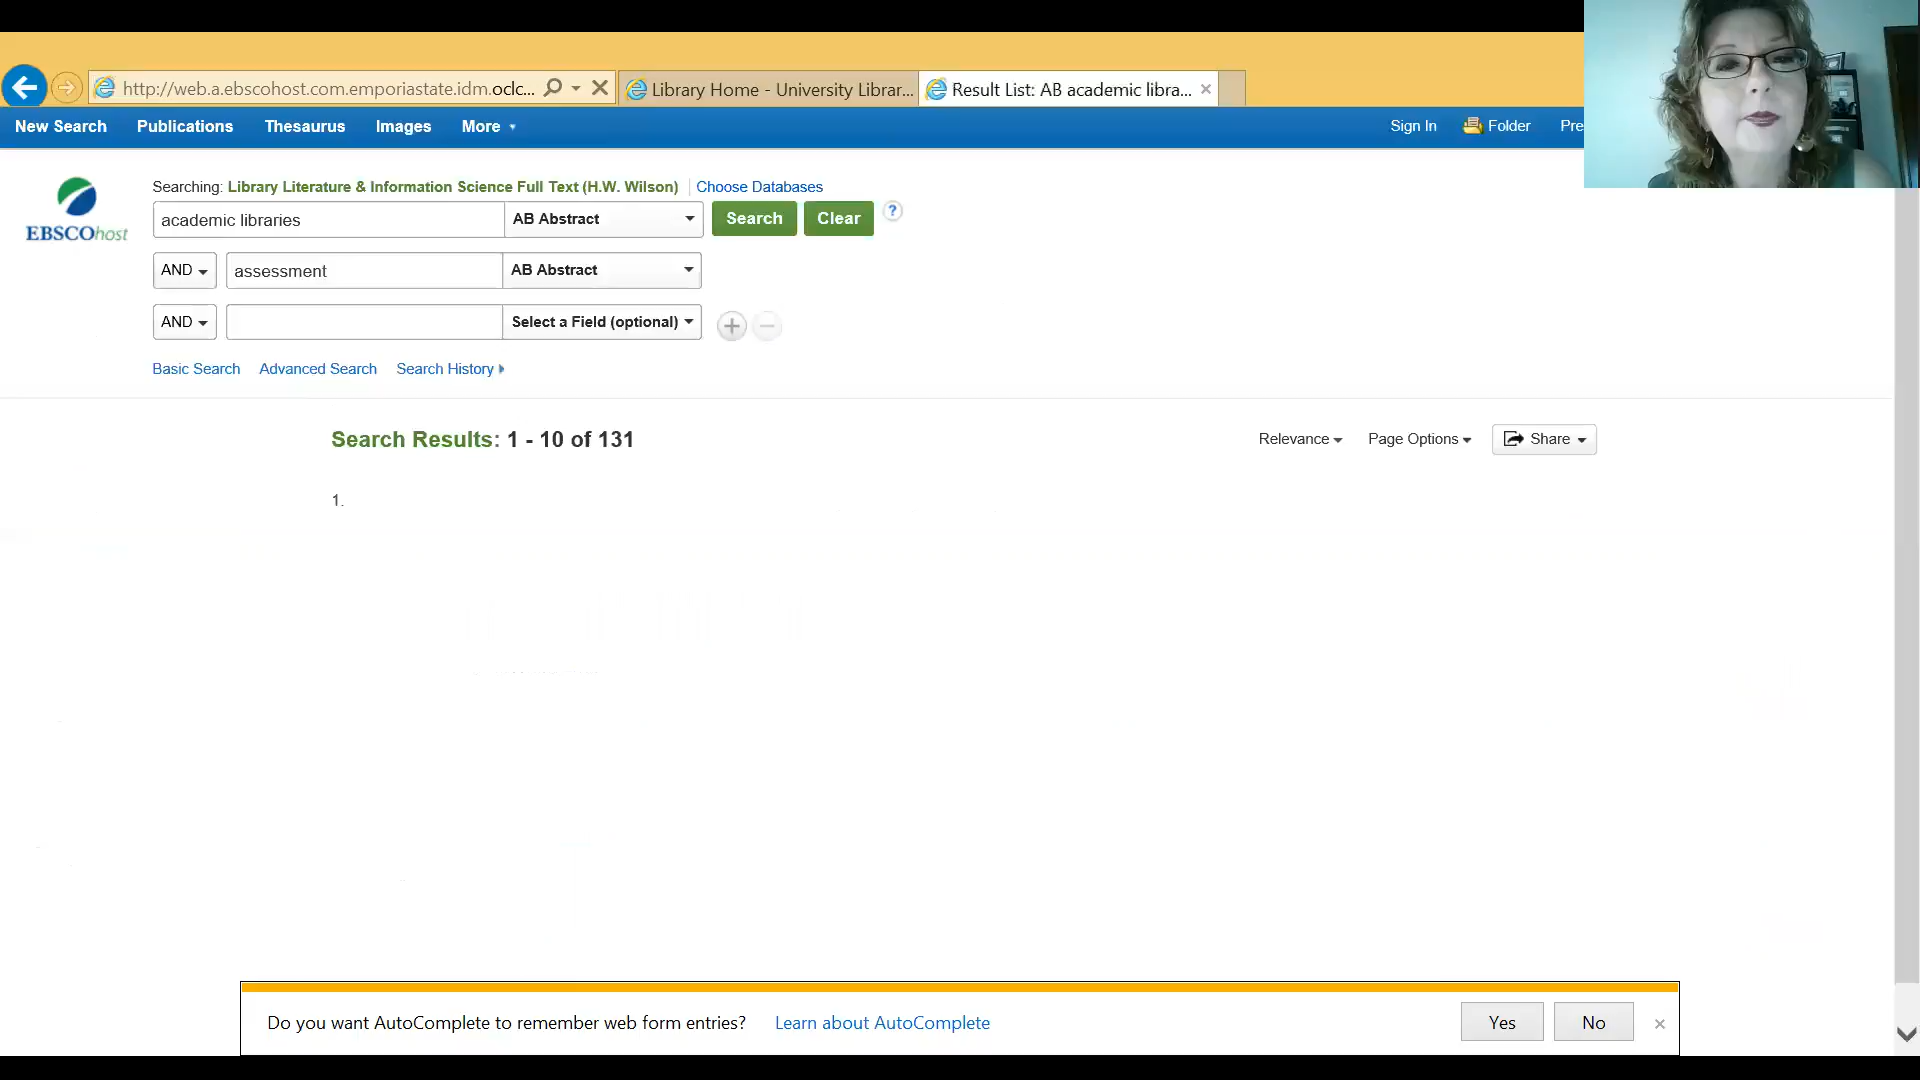 http://web.a.ebscohost.com.emporiastate.idm.oclc...
Library Home - University Librar...
Result List: AB academic libra...
New Search
Publications
Thesaurus
Images
More
Sign In
Folder
Pre
EBSCOhost
Searching: Library Literature & Information Science Full Text (H.W. Wilson)
Choose Databases
academic libraries
AB Abstract
Search
Clear
?
AND
assessment
AB Abstract
AND
Select a Field (optional)
Basic Search
Advanced Search
Search History
Search Results: 1 - 10 of 131
Relevance
Page Options
Share
1.
Do you want AutoComplete to remember web form entries?
Learn about AutoComplete
Yes
No